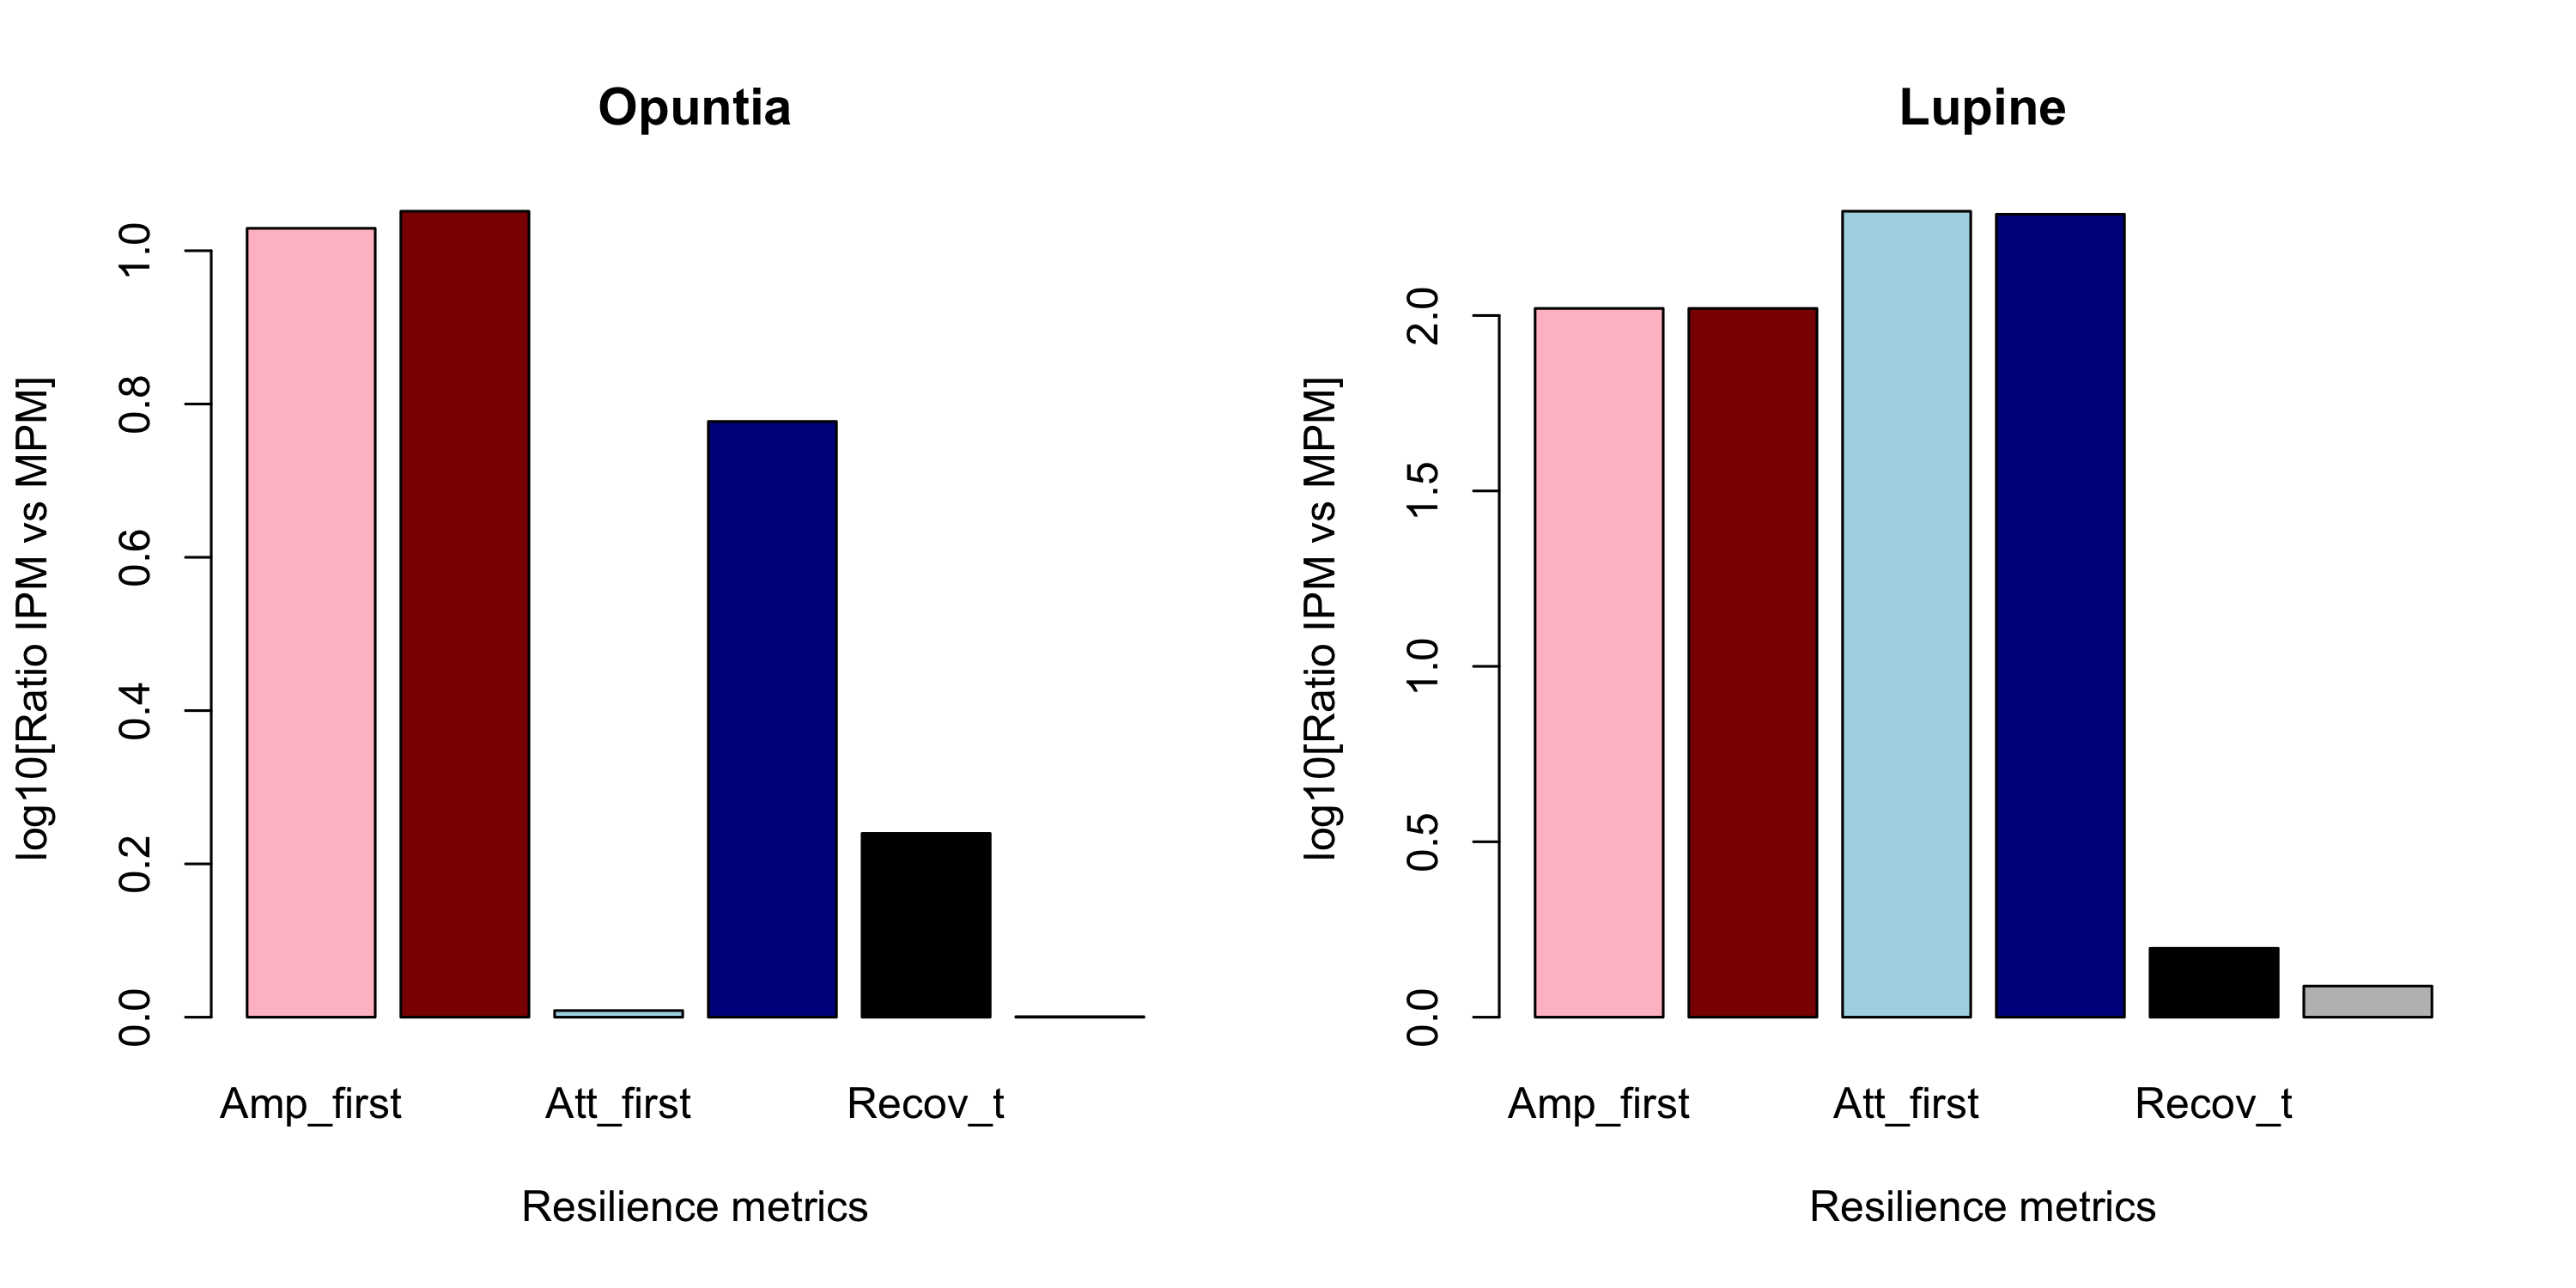 Opuntia
log10[Ratio IPM vs MPM]
1.0
0.8
0.6
0.4
0.2
0.0
Amp_first
Att_first
Recov_t
Resilience metrics
Lupine
log10[Ratio IPM vs MPM]
2.0
1.5
1.0
0.5
0.0
Amp_first
Att_first
Recov_t
Resilience metrics